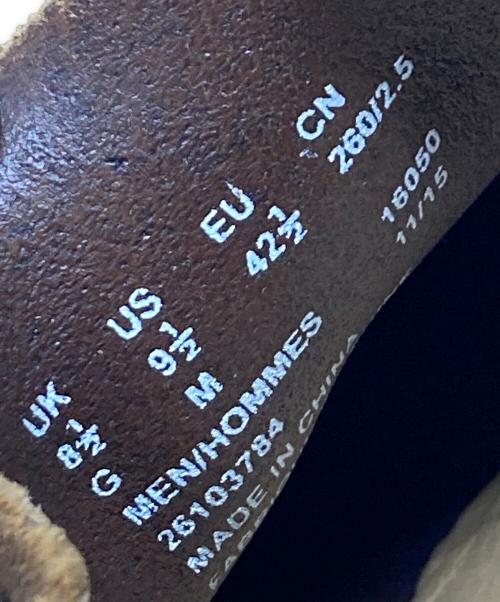 UK US EU CN
8½ 9½ 42½ 260/2.5
G M
MEN/HOMMES 16050
26103784 11/15
MADE IN CHINA